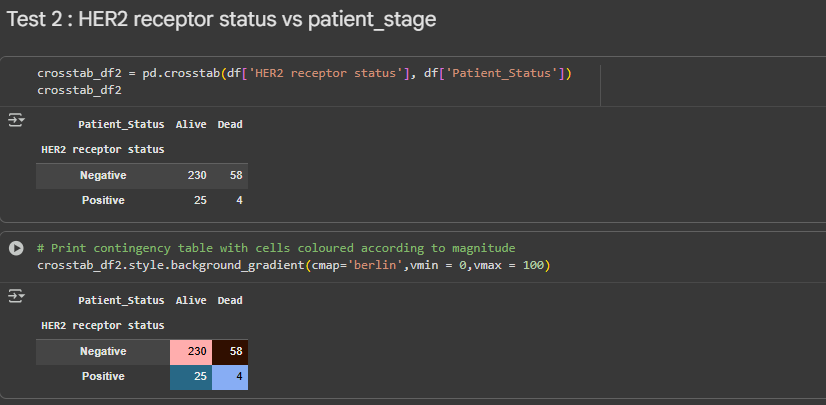 Test 2 : HER2 receptor status vs patient_stage
crosstab_df2 = pd.crosstab(df['HER2 receptor status'], df['Patient_Status'])
crosstab_df2
Patient_Status Alive Dead
HER2 receptor status
Negative 230 58
Positive 25 4
# Print contingency table with cells coloured according to magnitude
crosstab_df2.style.background_gradient(cmap='berlin',vmin = 0,vmax = 100)
Patient_Status Alive Dead
HER2 receptor status
Negative 230 58
Positive 25 4